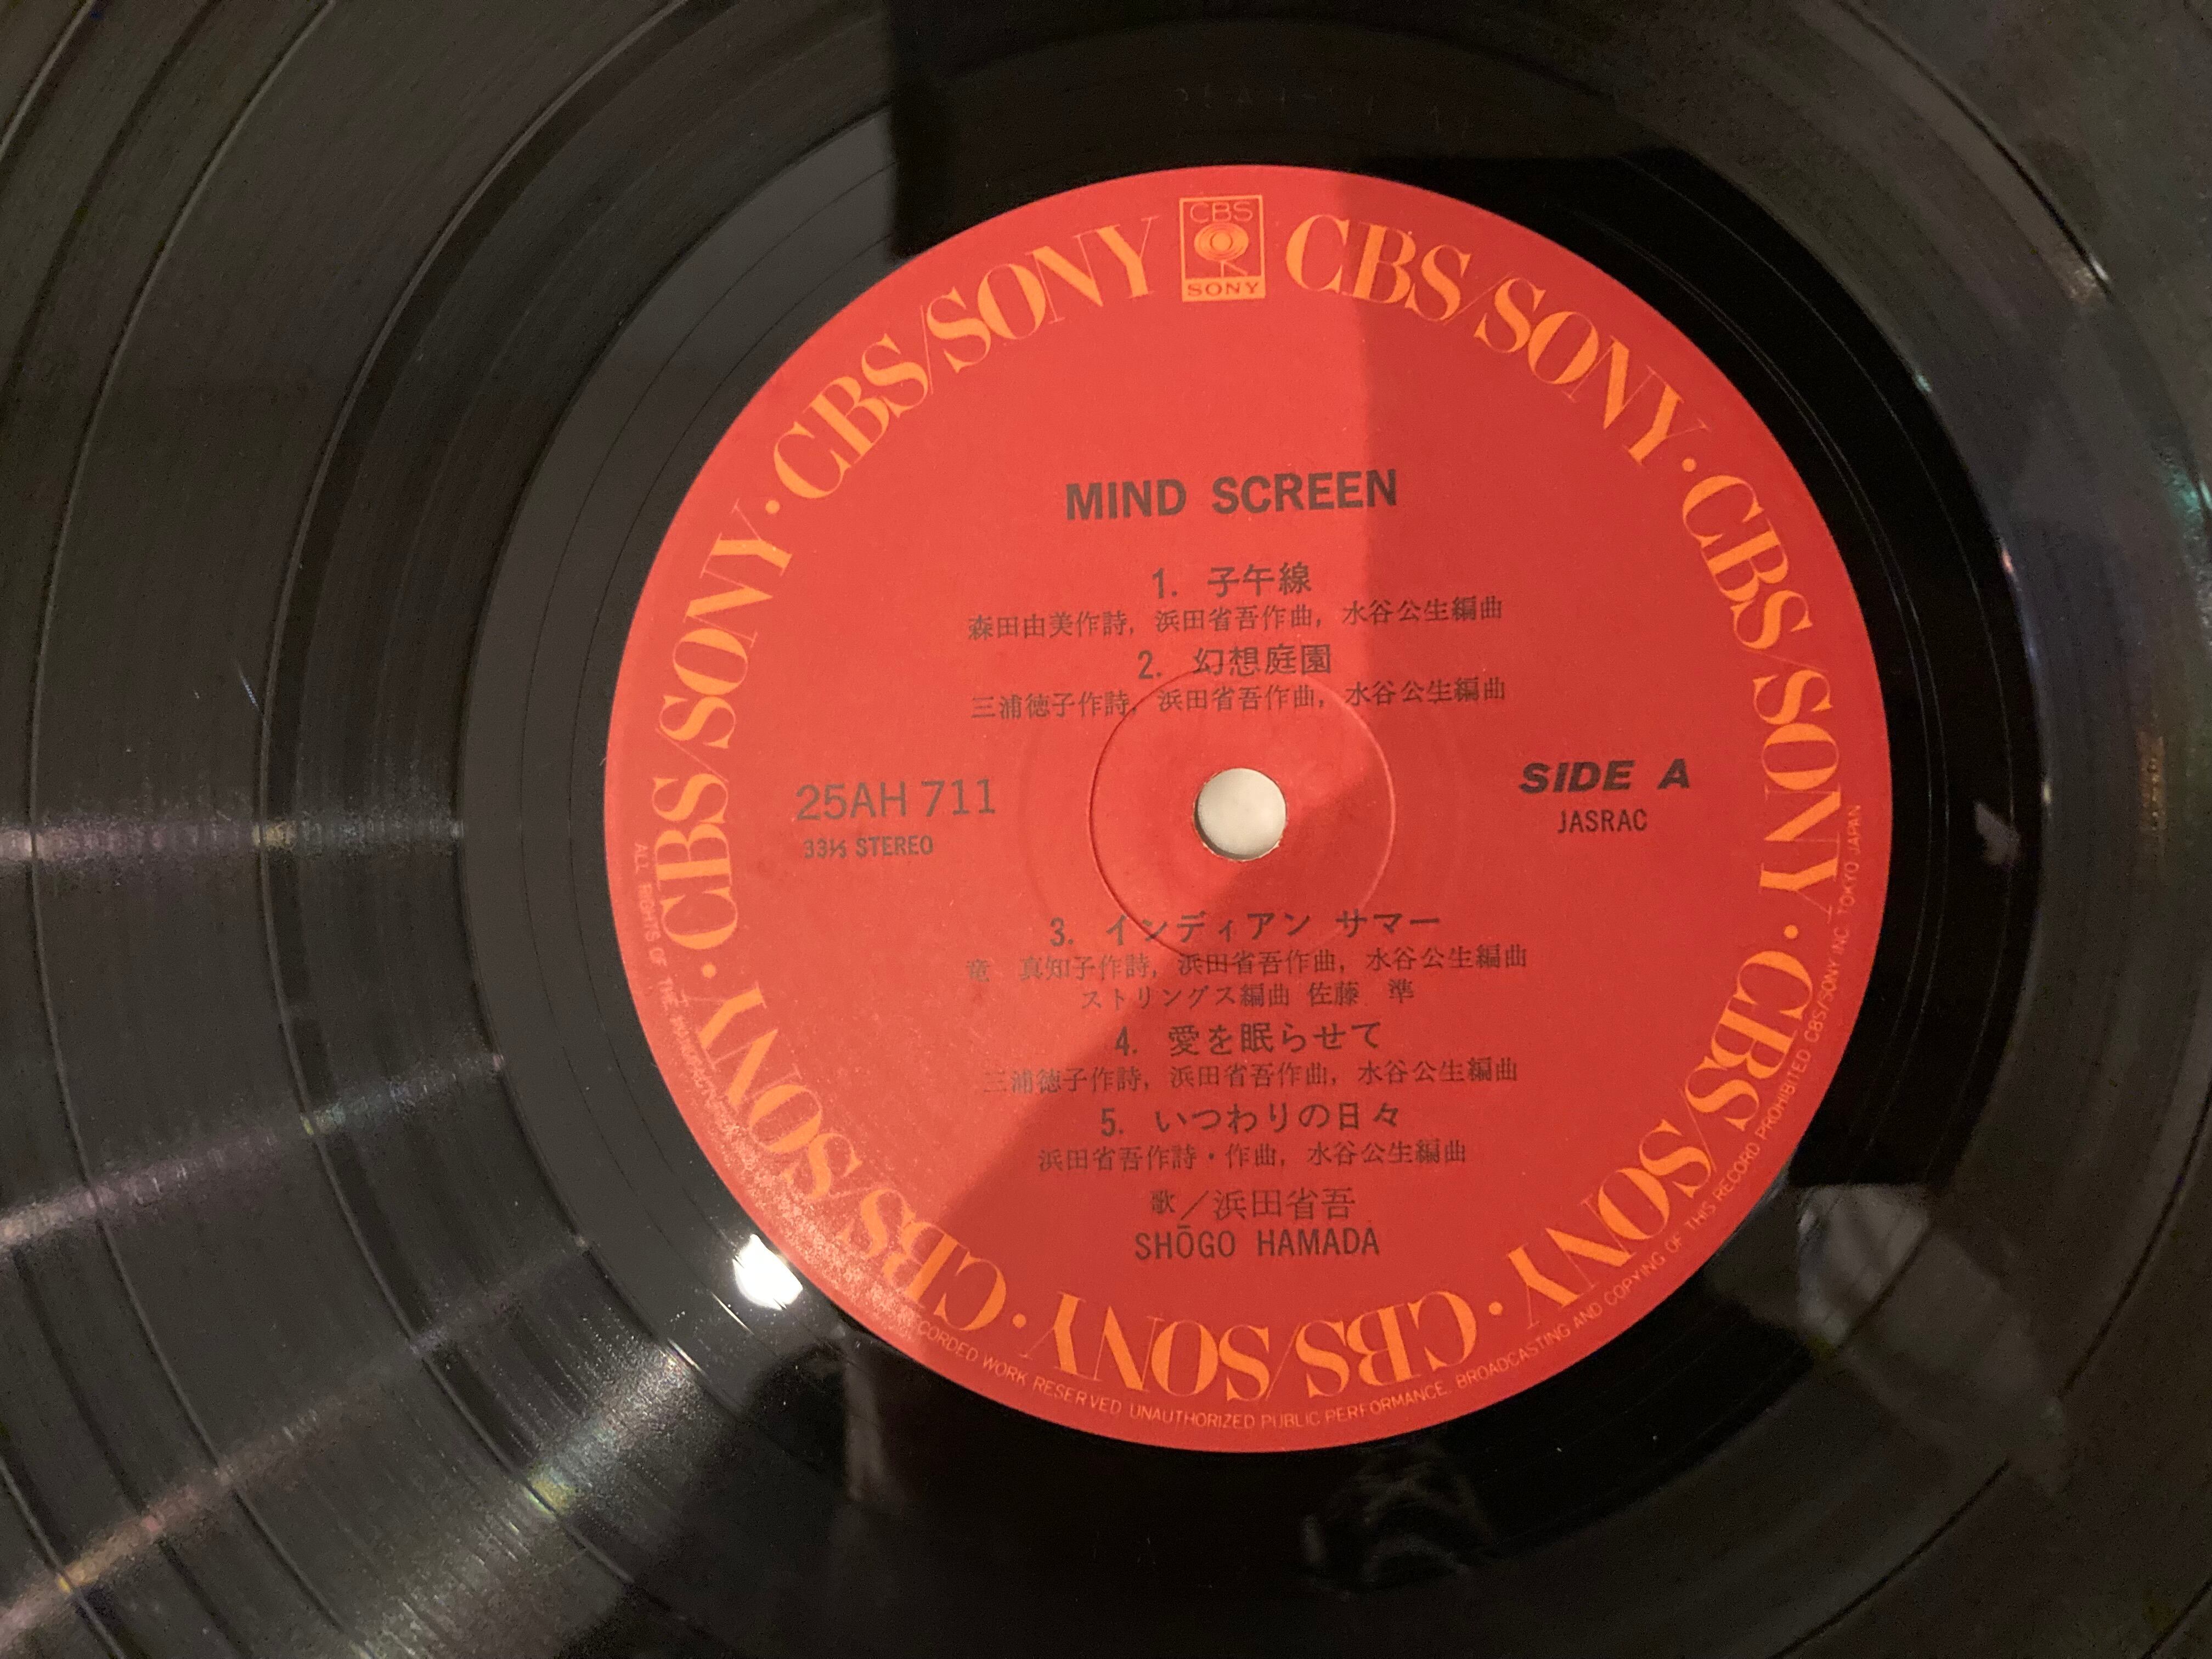 CBS
SONY
CBS/SONY · CBS/SONY · CBS/SONY · CBS/SONY · CBS/SONY · CBS/SONY · CBS/SONY · CBS/SONY · CBS/SONY · CBS/SONY
MIND SCREEN
1. 子午線
森田由美作詩, 浜田省吾作曲, 水谷公生編曲
2. 幻想庭園
三浦徳子作詩, 浜田省吾作曲, 水谷公生編曲
25AH 711
33⅓ STEREO
SIDE A
JASRAC
3. インディアン サマー
竜 真知子作詩, 浜田省吾作曲, 水谷公生編曲
ストリングス編曲 佐藤 準
4. 愛を眠らせて
三浦徳子作詩, 浜田省吾作曲, 水谷公生編曲
5. いつわりの日々
浜田省吾作詩・作曲, 水谷公生編曲
歌／浜田省吾
SHŌGO HAMADA
ALL RIGHTS OF THE RECORDED WORK RESERVED UNAUTHORIZED PUBLIC PERFORMANCE, BROADCASTING AND COPYING OF THIS RECORD PROHIBITED CBS/SONY INC. TOKYO JAPAN